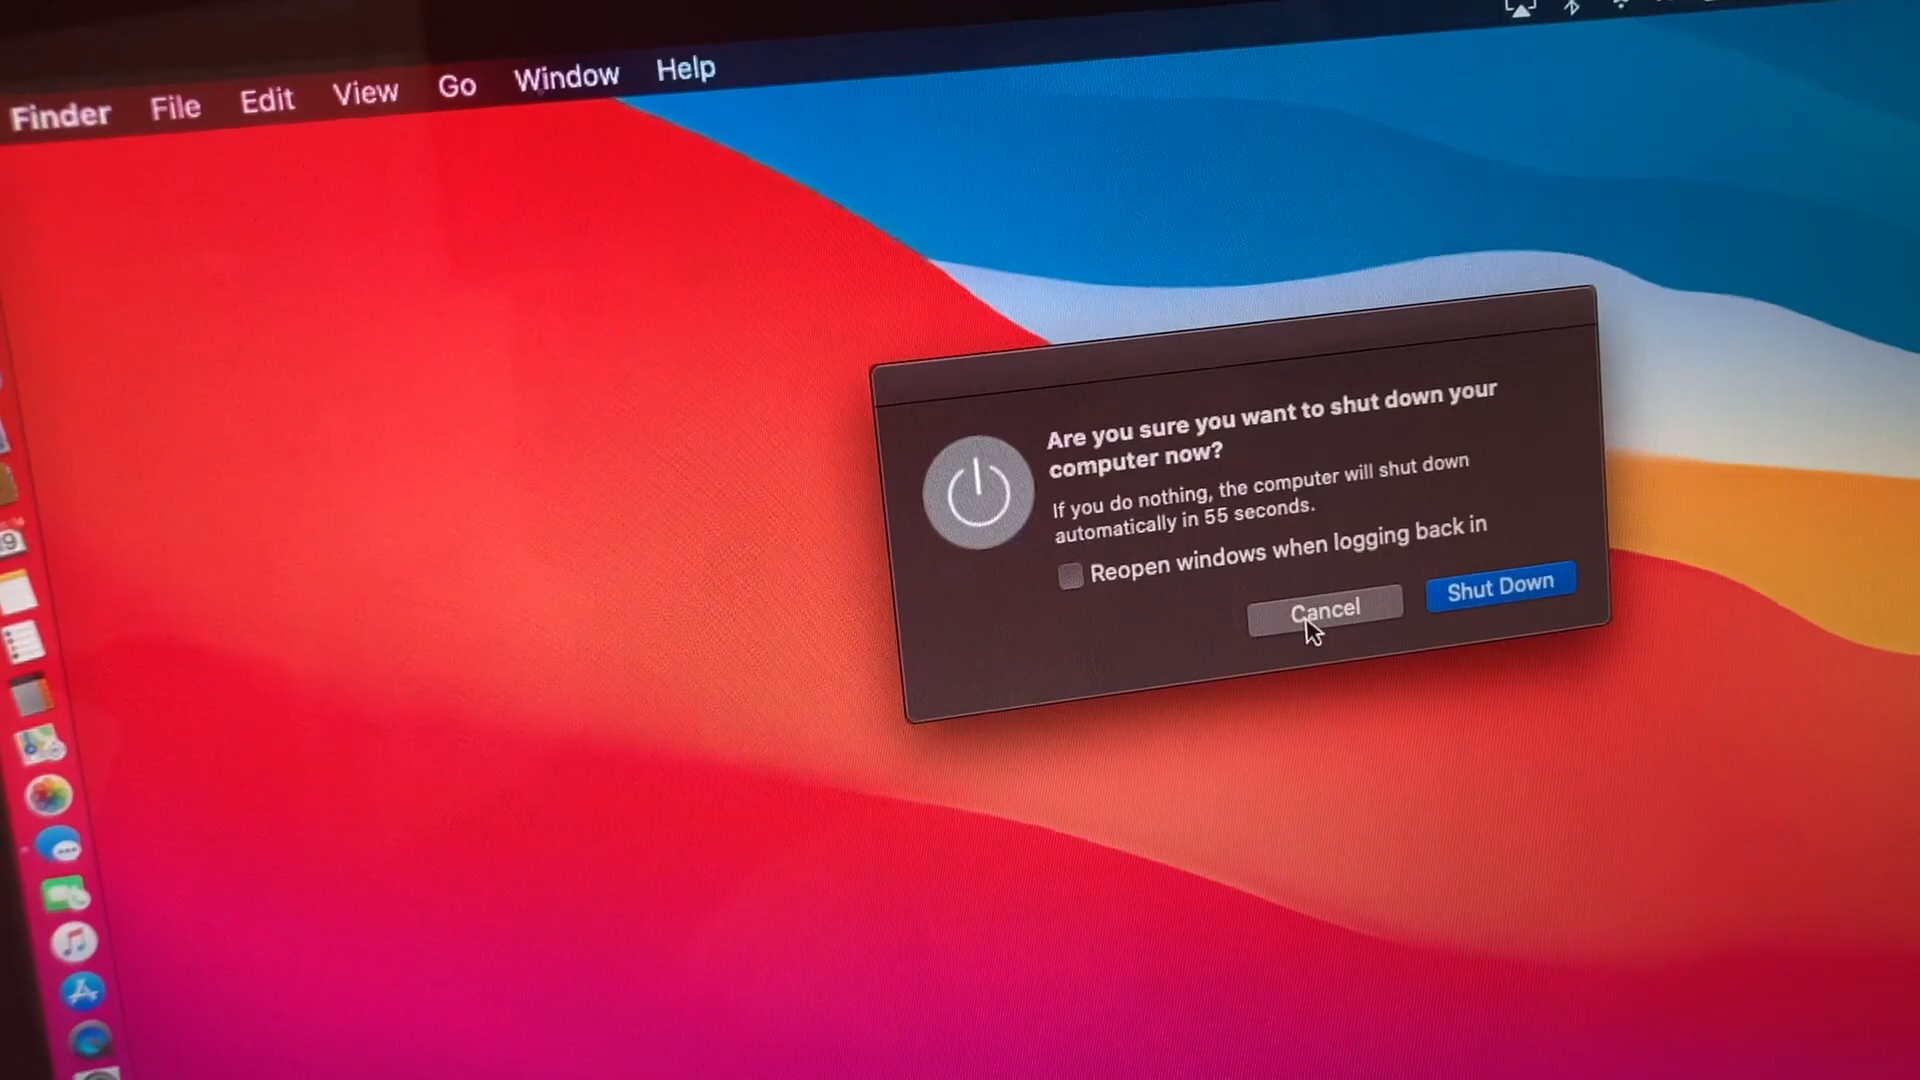 Finder File Edit View Go Window Help
Are you sure you want to shut down your
computer now?
If you do nothing, the computer will shut down
automatically in 55 seconds.
Reopen windows when logging back in
Cancel Shut Down